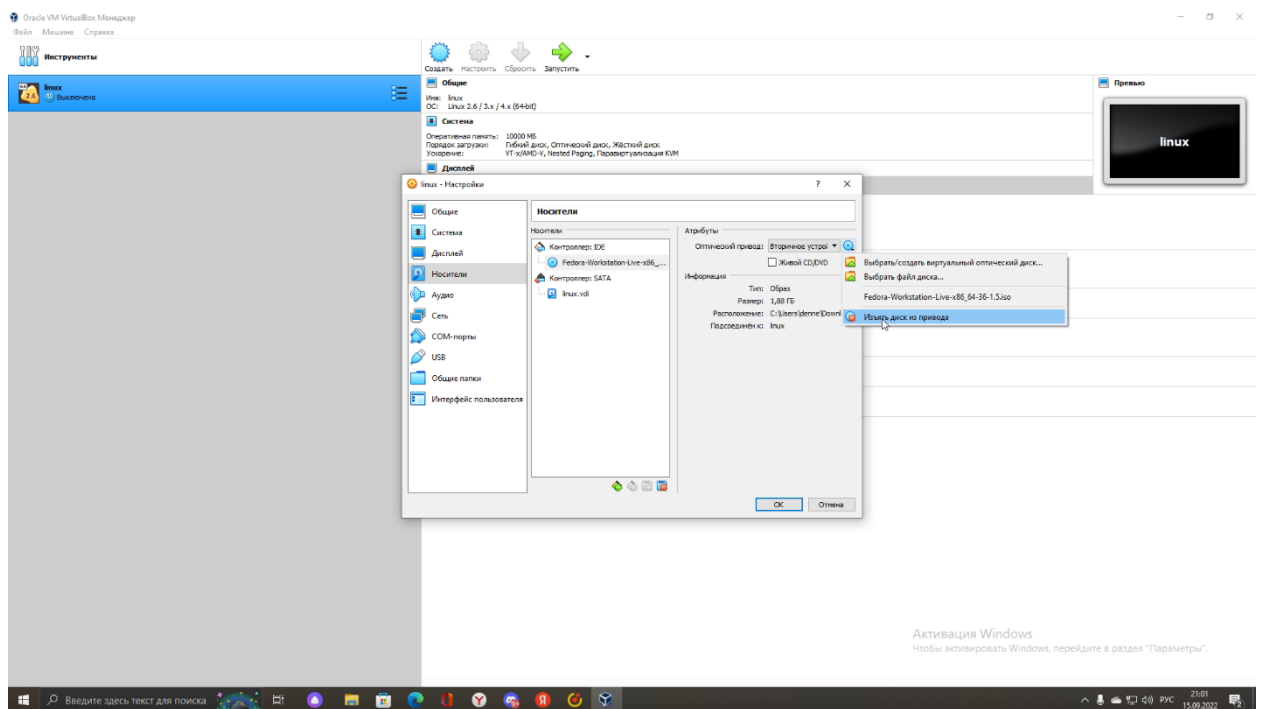 Oracle VM VirtualBox Менеджер
Файл Машина Справка
Инструменты
Создать Настроить Сбросить Запустить
linux
Выключена
Общие
Имя: linux
ОС: Linux 2.6 / 3.x / 4.x (64-bit)
Система
Оперативная память: 10000 МБ
Порядок загрузки: Гибкий диск, Оптический диск, Жёсткий диск
Ускорение: VT-x/AMD-V, Nested Paging, Паравиртуализация KVM
Дисплей
Превью
linux
linux - Настройки
? ×
Общие
Система
Дисплей
Носители
Аудио
Сеть
COM-порты
USB
Общие папки
Интерфейс пользователя
Носители
Носители
Контроллер: IDE
Fedora-Workstation-Live-x86_...
Контроллер: SATA
linux.vdi
Атрибуты
Оптический привод: Вторичное устрой
Живой CD/DVD
Информация
Тип: Образ
Размер: 1,88 ГБ
Расположение: C:\Users\denne\Downl
Подсоединён к: linux
Выбрать/создать виртуальный оптический диск...
Выбрать файл диска...
Fedora-Workstation-Live-x86_64-36-1.5.iso
Изъять диск из привода
OK Отмена
Активация Windows
Чтобы активировать Windows, перейдите в раздел "Параметры".
Введите здесь текст для поиска
РУС
21:01
15.09.2022